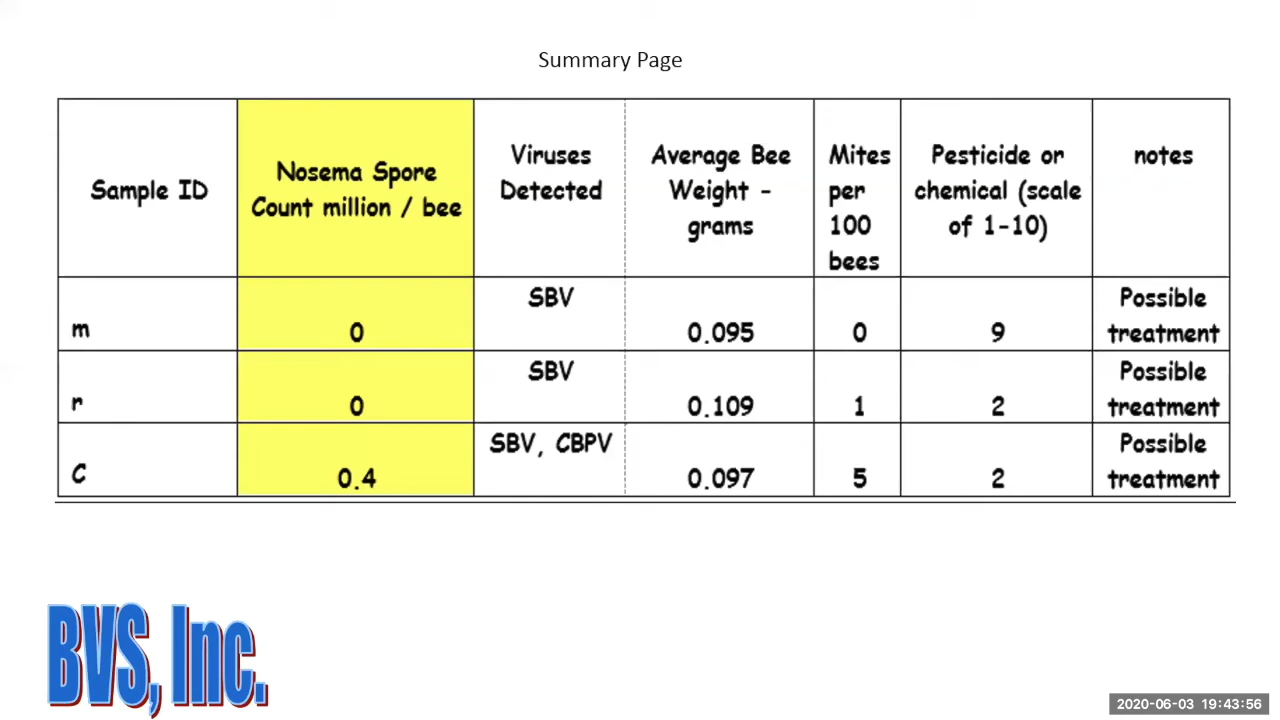 Summary Page
Sample ID
Nosema Spore
Count million / bee
Viruses
Detected
Average Bee
Weight -
grams
Mites
per
100
bees
Pesticide or
chemical (scale
of 1-10)
notes
m
0
SBV
0.095
0
9
Possible
treatment
r
0
SBV
0.109
1
2
Possible
treatment
C
0.4
SBV, CBPV
0.097
5
2
Possible
treatment
BVS, Inc.
2020-06-03 19:43:56